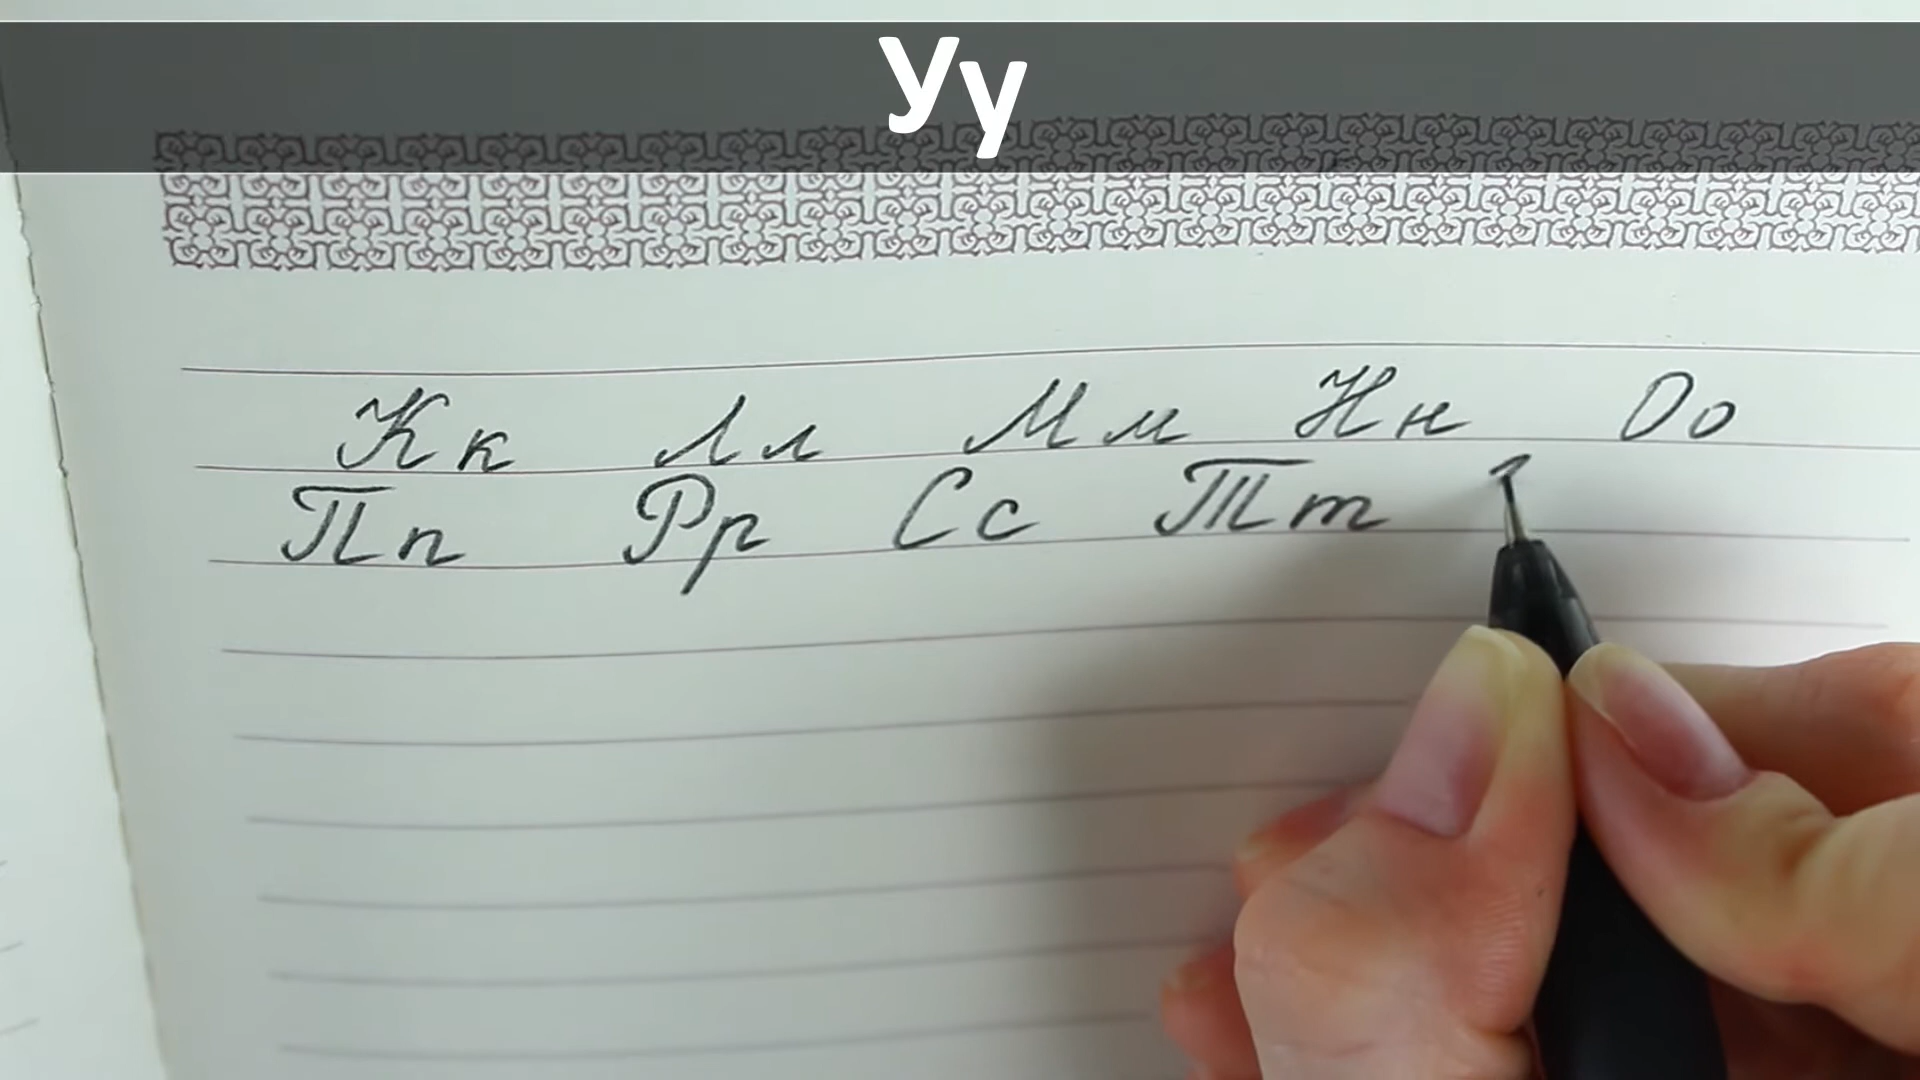 Уу
Кк Лл Мм Нн Оо
Пп Рр Сс Тт